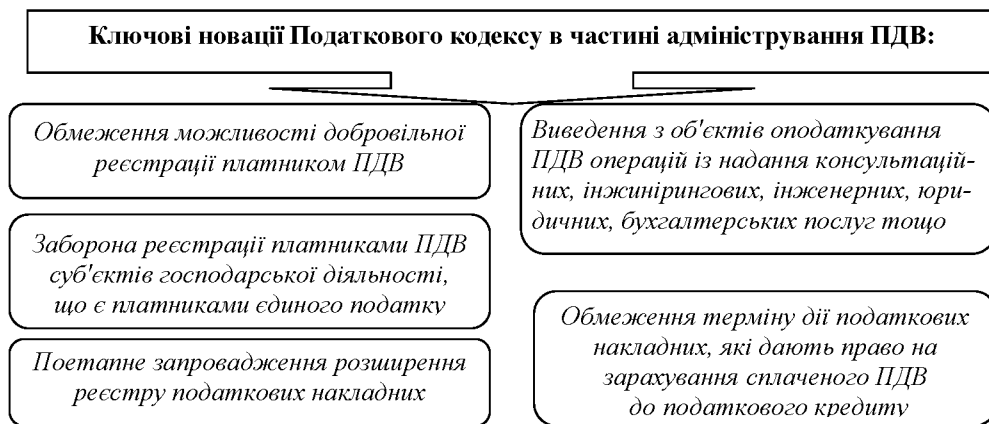 Ключові новації Податкового кодексу в частині адміністрування ПДВ:
Обмеження можливості добровільної
реєстрації платником ПДВ
Заборона реєстрації платниками ПДВ
суб'єктів господарської діяльності,
що є платниками єдиного податку
Поетапне запровадження розширення
реєстру податкових накладних
Виведення з об'єктів оподаткування
ПДВ операцій із надання консультацій-
них, інжинірингових, інженерних, юри-
дичних, бухгалтерських послуг тощо
Обмеження терміну дії податкових
накладних, які дають право на
зарахування сплаченого ПДВ
до податкового кредиту